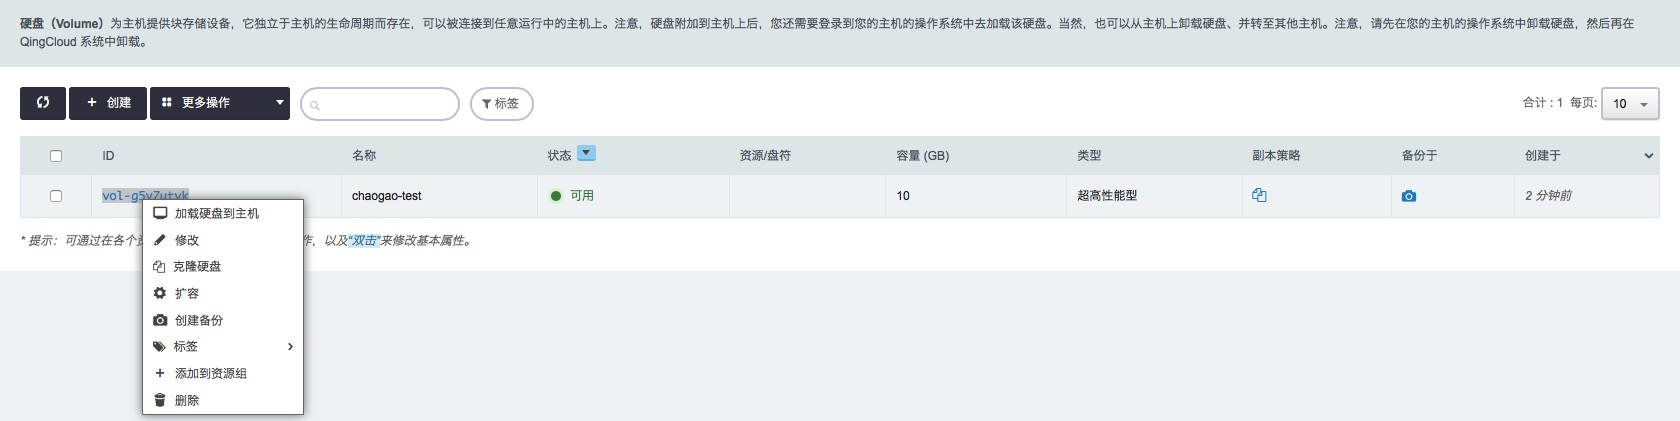 硬盘（Volume）为主机提供块存储设备，它独立于主机的生命周期而存在，可以被连接到任意运行中的主机上。注意，硬盘附加到主机上后，您还需要登录到您的主机的操作系统中去加载该硬盘。当然，也可以从主机上卸载硬盘、并转至其他主机。注意，请先在您的主机的操作系统中卸载硬盘，然后再在
QingCloud 系统中卸载。
+ 创建 更多操作 标签 合计 : 1 每页: 10
ID 名称 状态 资源/盘符 容量 (GB) 类型 副本策略 备份于 创建于
chaogao-test 可用 10 超高性能型 2 分钟前
加载硬盘到主机
* 提示：可通过在各个 作，以及“双击”来修改基本属性。
修改
克隆硬盘
扩容
创建备份
标签
+ 添加到资源组
删除